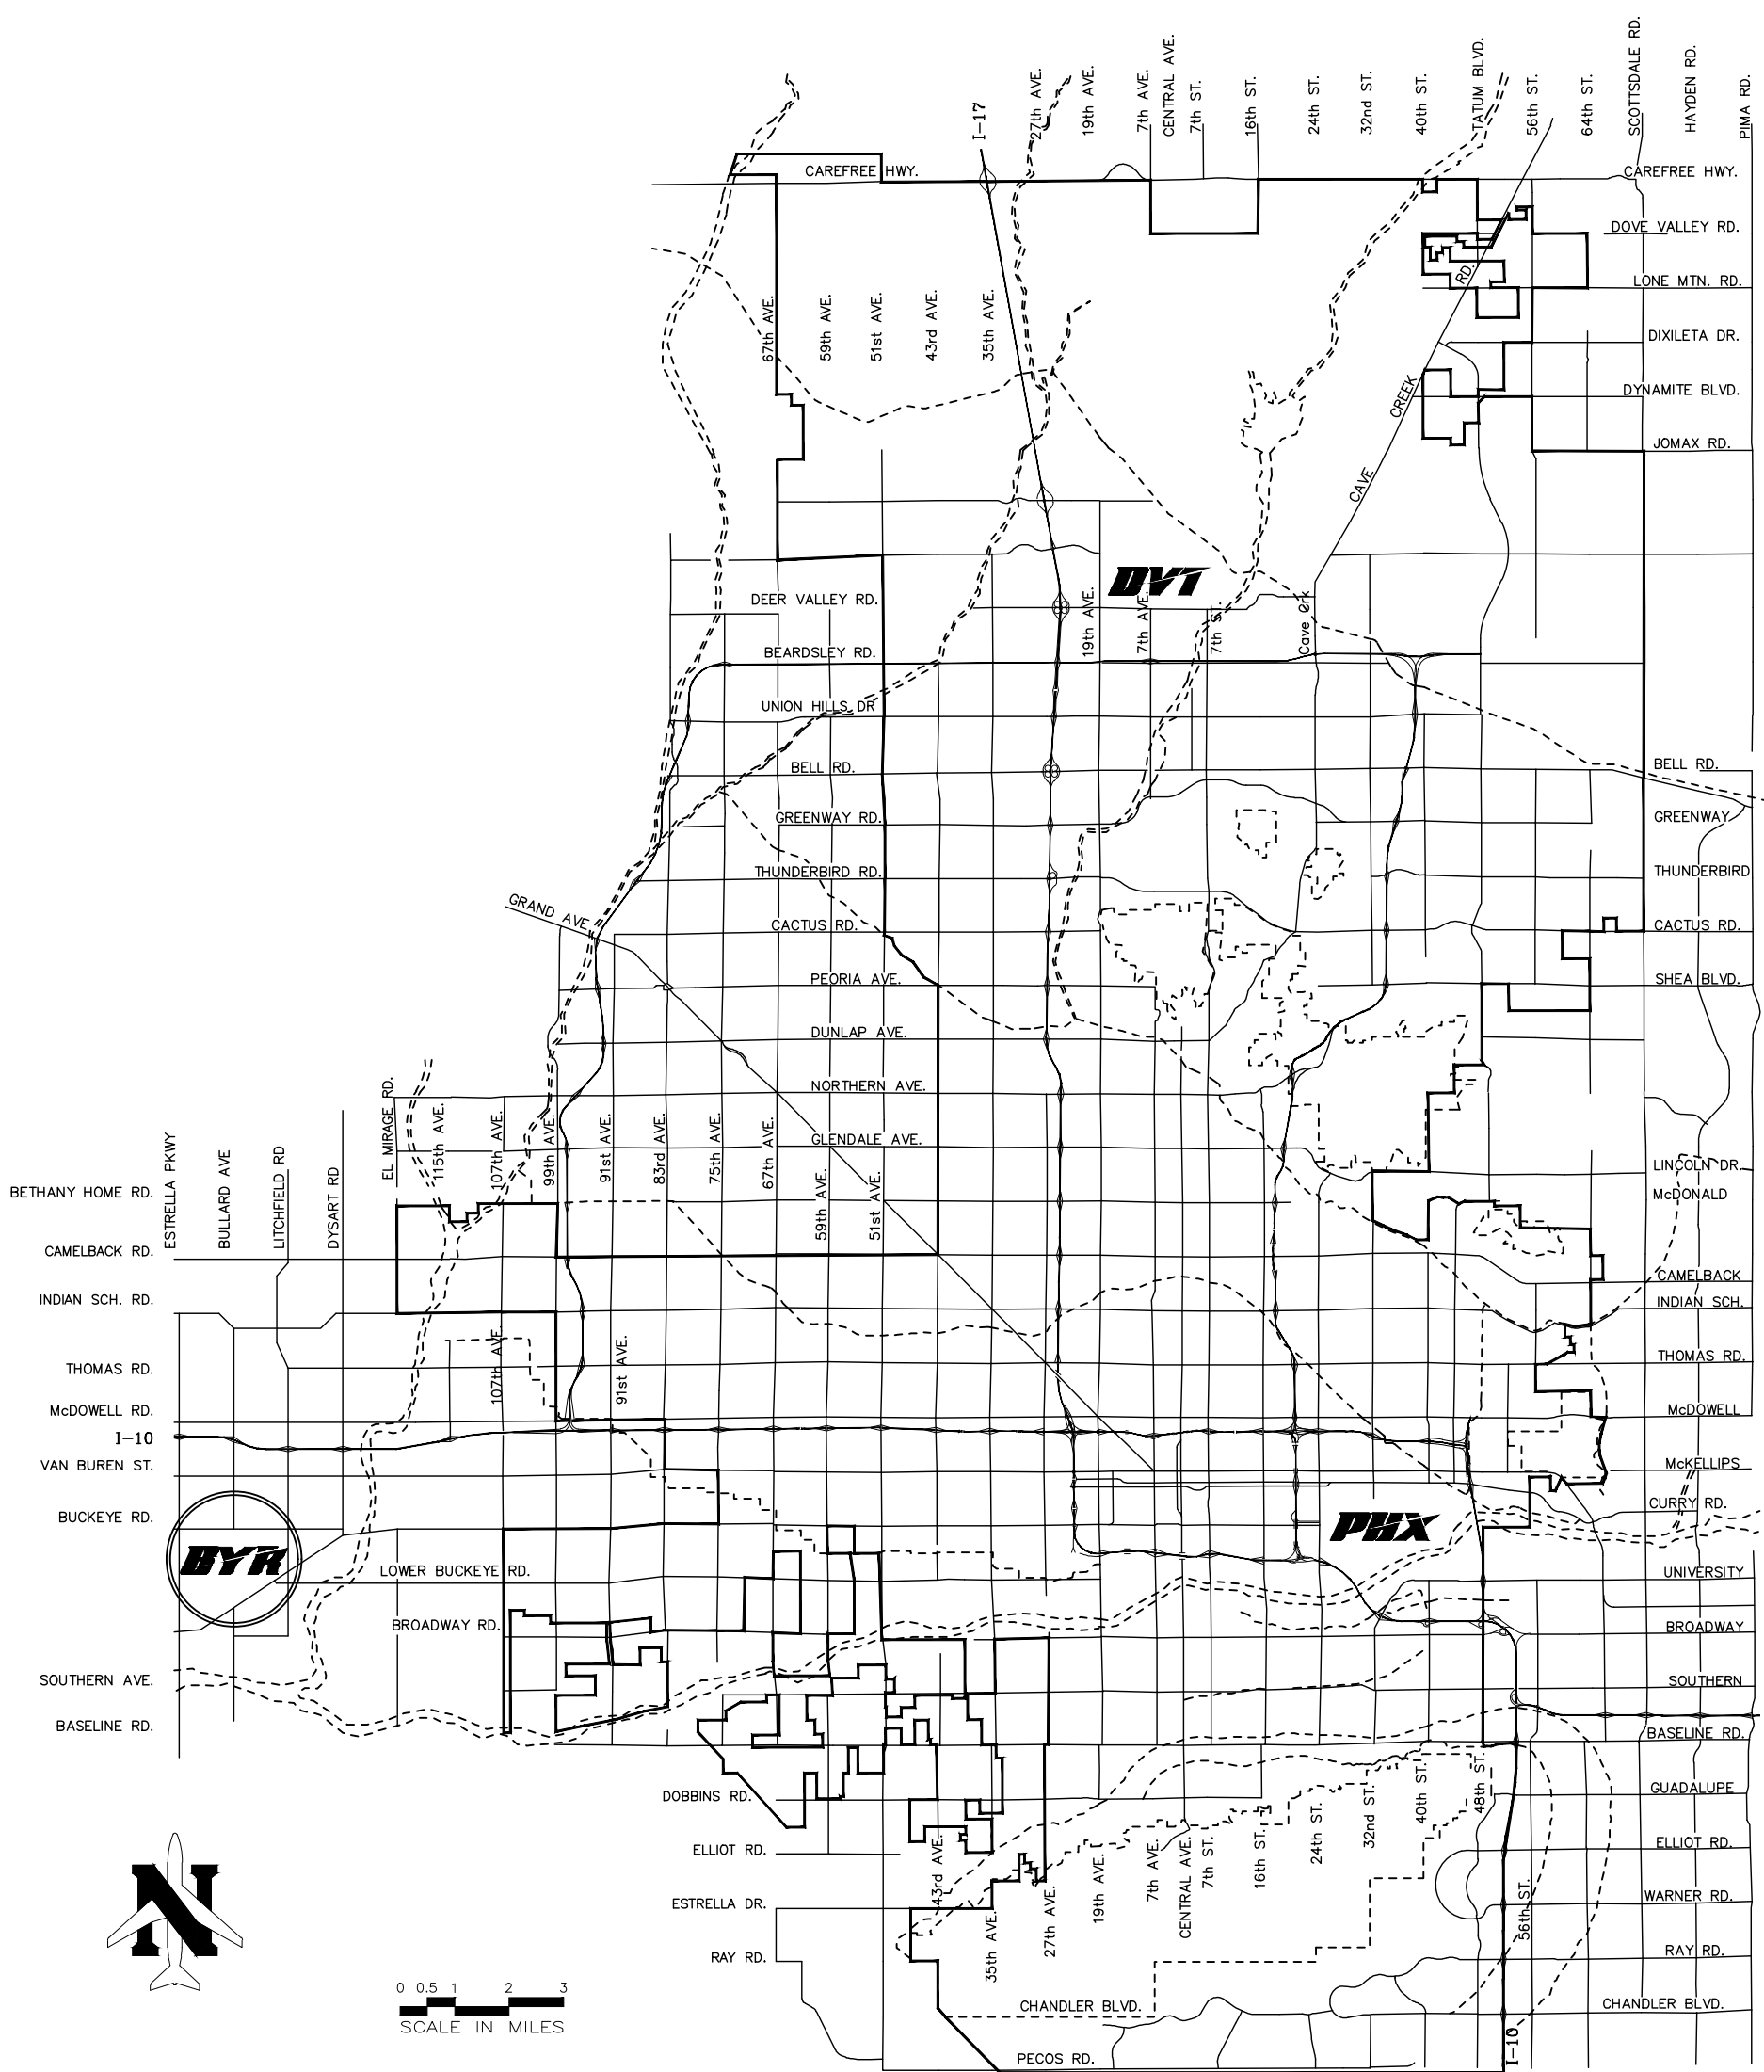 I-17
27th AVE.
19th AVE.
7th AVE.
CENTRAL AVE.
7th ST.
16th ST.
24th ST.
32nd ST.
40th ST.
TATUM BLVD.
56th ST.
64th ST.
SCOTTSDALE RD.
HAYDEN RD.
PIMA RD.
CAREFREE HWY.
CAREFREE HWY.
DOVE VALLEY RD.
LONE MTN. RD.
67th AVE.
59th AVE.
51st AVE.
43rd AVE.
35th AVE.
DIXILETA DR.
DYNAMITE BLVD.
JOMAX RD.
CAVE CREEK RD.
DVT
DEER VALLEY RD.
19th AVE.
7th AVE.
7th ST.
Cave Crk
BEARDSLEY RD.
UNION HILLS DR
BELL RD.
BELL RD.
GREENWAY RD.
GREENWAY
THUNDERBIRD RD.
THUNDERBIRD
GRAND AVE
CACTUS RD.
CACTUS RD.
PEORIA AVE.
SHEA BLVD.
DUNLAP AVE.
NORTHERN AVE.
GLENDALE AVE.
LINCOLN DR.
McDONALD
ESTRELLA PKWY
BULLARD AVE
LITCHFIELD RD
DYSART RD
EL MIRAGE RD.
115th AVE.
107th AVE.
99th AVE.
91st AVE.
83rd AVE.
75th AVE.
67th AVE.
59th AVE.
51st AVE.
BETHANY HOME RD.
CAMELBACK RD.
CAMELBACK
INDIAN SCH. RD.
INDIAN SCH.
107th AVE.
91st AVE.
THOMAS RD.
THOMAS RD.
McDOWELL RD.
McDOWELL
I-10
VAN BUREN ST.
McKELLIPS
BUCKEYE RD.
CURRY RD.
PHX
BYR
LOWER BUCKEYE RD.
UNIVERSITY
BROADWAY RD.
BROADWAY
SOUTHERN AVE.
SOUTHERN
BASELINE RD.
BASELINE RD.
DOBBINS RD.
GUADALUPE
ELLIOT RD.
ELLIOT RD.
43rd AVE.
35th AVE.
27th AVE.
19th AVE.
7th AVE.
CENTRAL AVE.
7th ST.
16th ST.
24th ST.
32nd ST.
40th ST.
48th ST.
56th ST.
ESTRELLA DR.
WARNER RD.
RAY RD.
RAY RD.
CHANDLER BLVD.
CHANDLER BLVD.
PECOS RD.
I-10
N
0 0.5 1 2 3
SCALE IN MILES